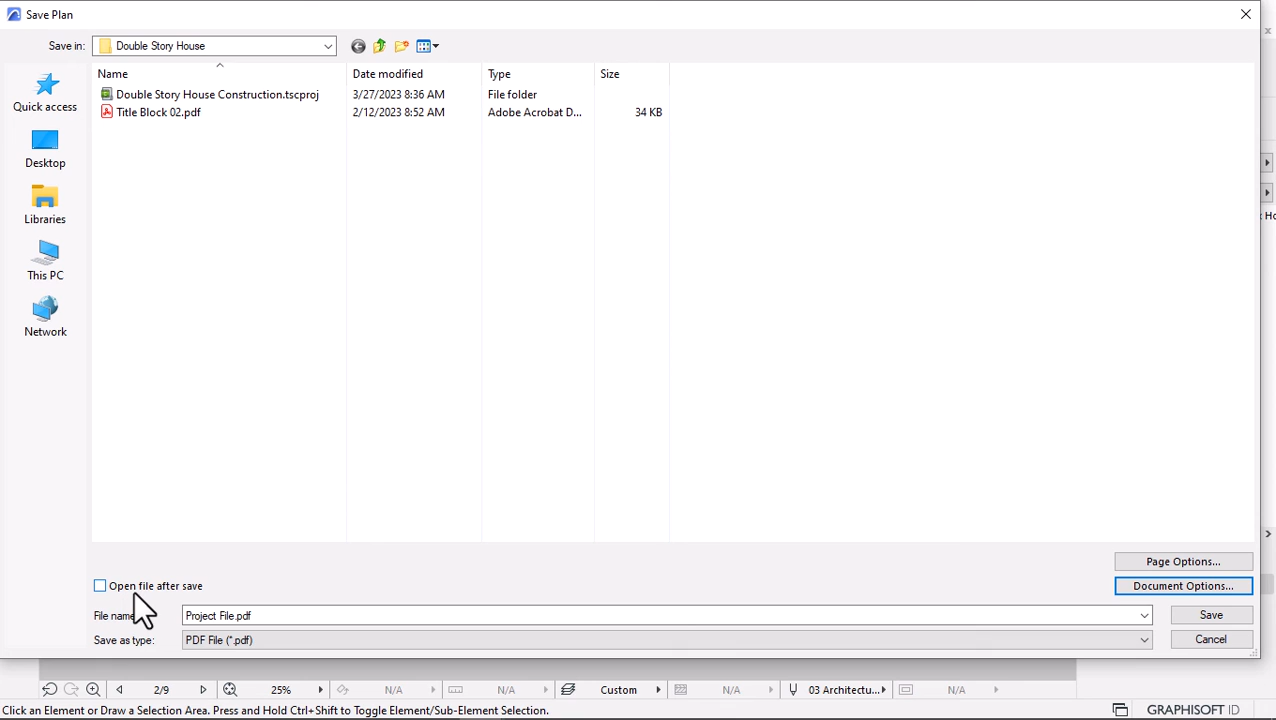 Save Plan
Save in: Double Story House
Name Date modified Type Size
Double Story House Construction.tscproj 3/27/2023 8:36 AM File folder
Title Block 02.pdf 2/12/2023 8:52 AM Adobe Acrobat D... 34 KB
Quick access
Desktop
Libraries
This PC
Network
Page Options...
Open file after save
Document Options...
File name Project File.pdf
Save
Save as type: PDF File (*.pdf)
Cancel
2/9 25% N/A N/A Custom N/A 03 Architectu... N/A
Click an Element or Draw a Selection Area. Press and Hold Ctrl+Shift to Toggle Element/Sub-Element Selection.
GRAPHISOFT ID